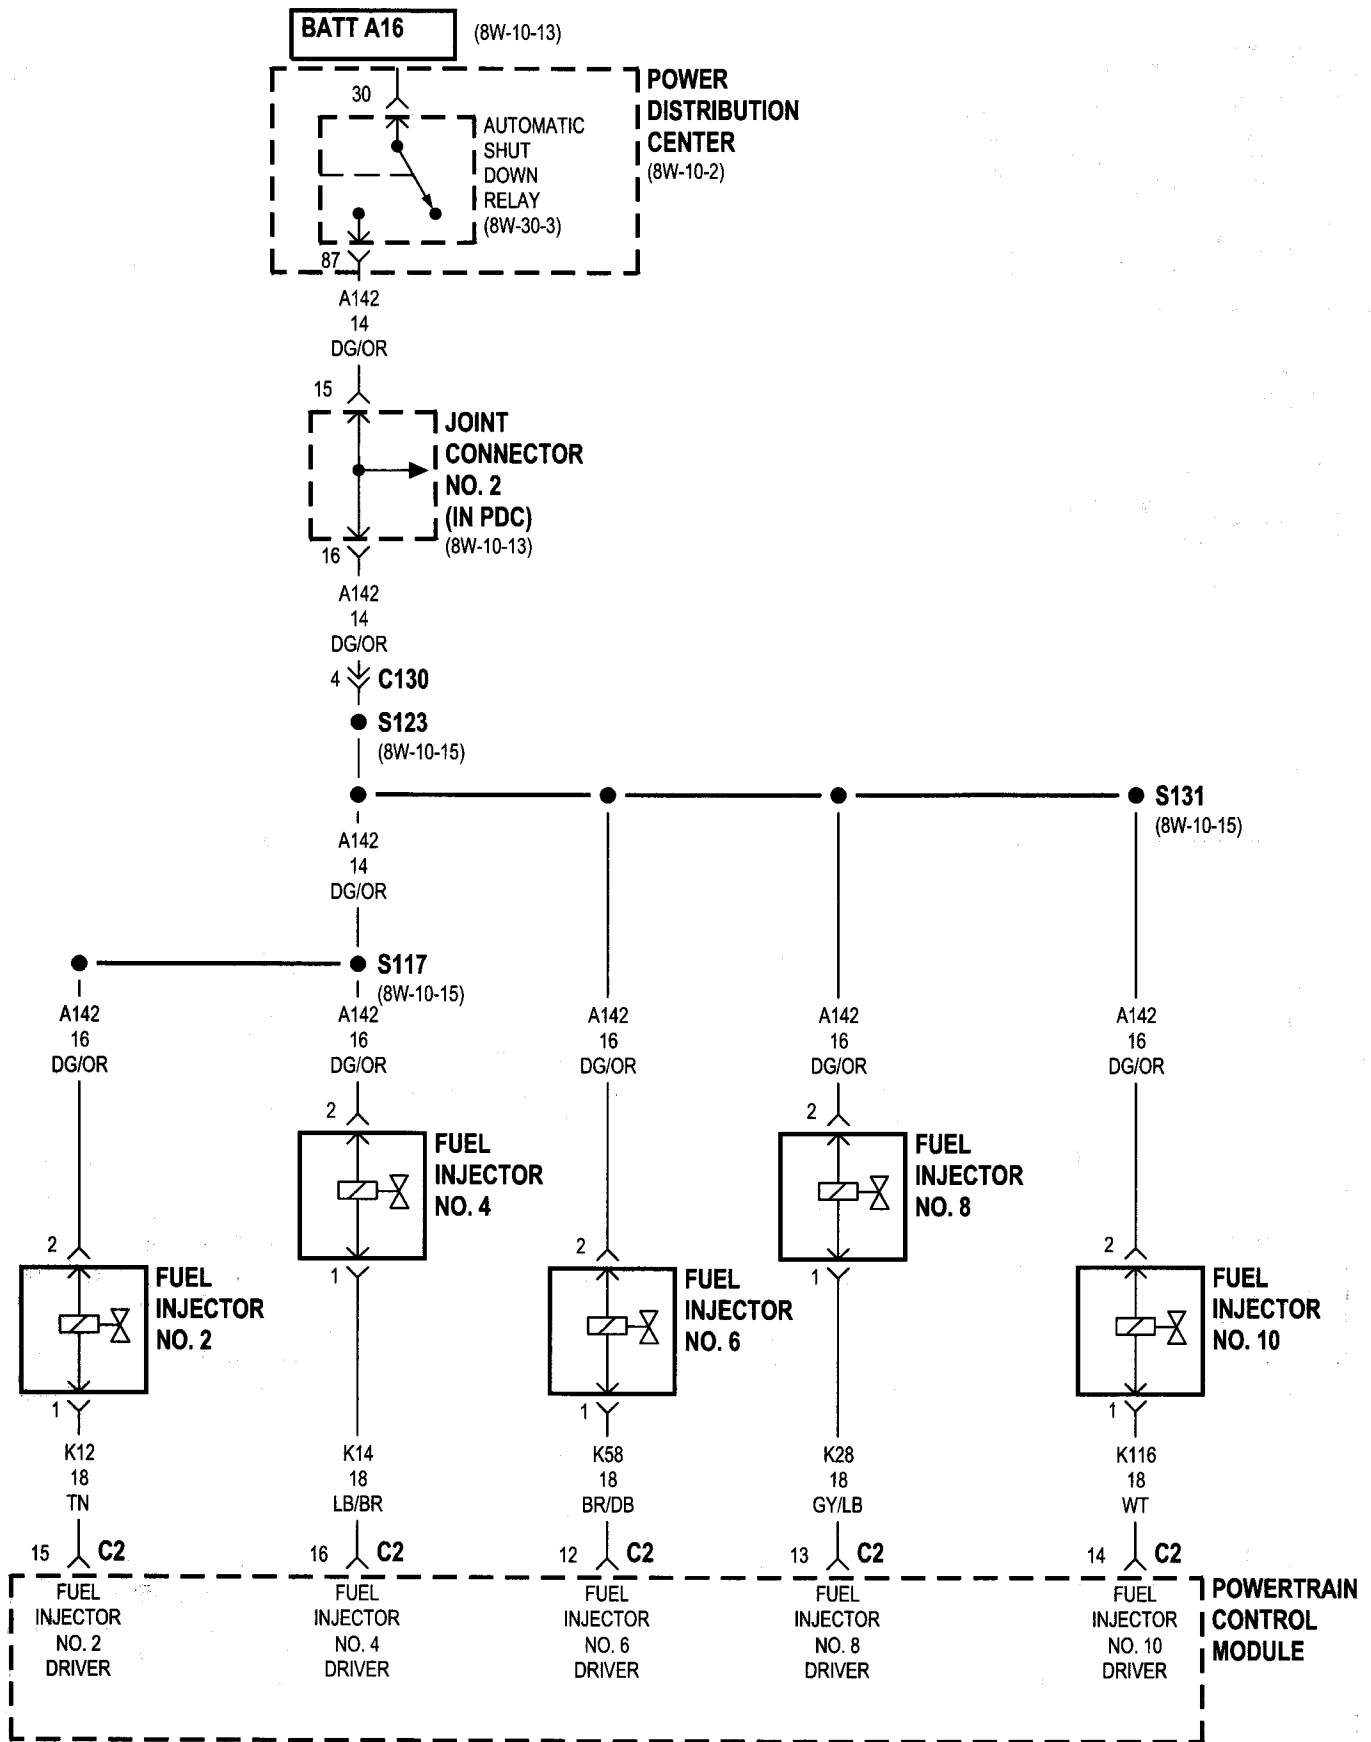 BATT A16
(8W-10-13)
POWER
DISTRIBUTION
CENTER
(8W-10-2)
30
AUTOMATIC
SHUT
DOWN
RELAY
(8W-30-3)
87
A142
14
DG/OR
15
JOINT
CONNECTOR
NO. 2
(IN PDC)
(8W-10-13)
16
A142
14
DG/OR
4
C130
S123
(8W-10-15)
S131
(8W-10-15)
A142
14
DG/OR
S117
(8W-10-15)
A142
16
DG/OR
A142
16
DG/OR
A142
16
DG/OR
A142
16
DG/OR
A142
16
DG/OR
2
FUEL
INJECTOR
NO. 4
1
2
FUEL
INJECTOR
NO. 8
1
2
FUEL
INJECTOR
NO. 2
1
2
FUEL
INJECTOR
NO. 6
1
2
FUEL
INJECTOR
NO. 10
1
K12
18
TN
K14
18
LB/BR
K58
18
BR/DB
K28
18
GY/LB
K116
18
WT
15
C2
16
C2
12
C2
13
C2
14
C2
FUEL
INJECTOR
NO. 2
DRIVER
FUEL
INJECTOR
NO. 4
DRIVER
FUEL
INJECTOR
NO. 6
DRIVER
FUEL
INJECTOR
NO. 8
DRIVER
FUEL
INJECTOR
NO. 10
DRIVER
POWERTRAIN
CONTROL
MODULE